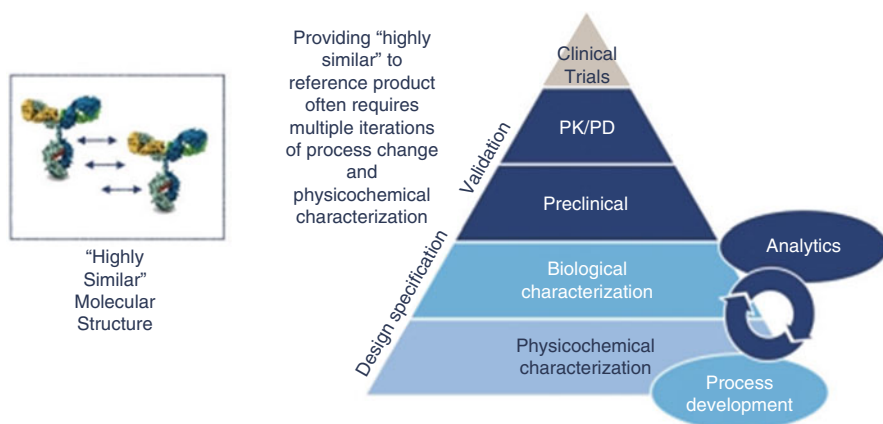 Providing “highly
similar” to
reference product
often requires
multiple iterations
of process change
and
physicochemical
characterization
“Highly
Similar”
Molecular
Structure
Clinical
Trials
PK/PD
Preclinical
Biological
characterization
Physicochemical
characterization
Validation
Design specification
Analytics
Process
development